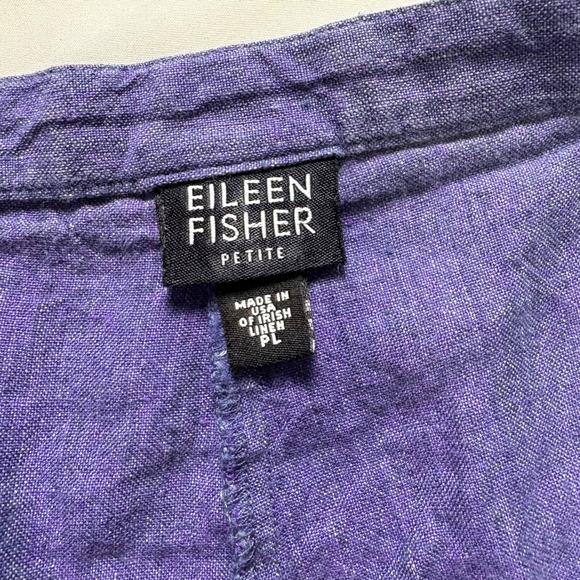 EILEEN
FISHER
PETITE
MADE IN
USA
OF IRISH
LINEN
PL